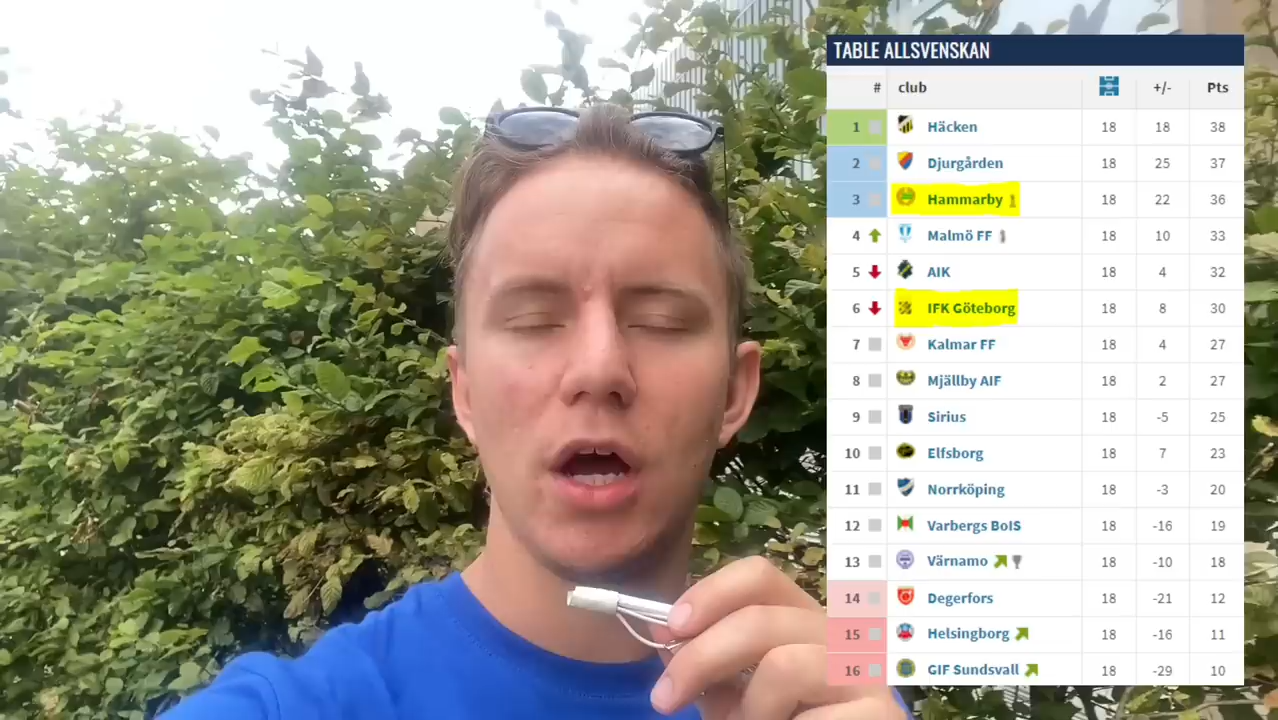 TABLE ALLSVENSKAN
# club +/- Pts
1 Häcken 18 18 38
2 Djurgården 18 25 37
3 Hammarby 18 22 36
4 Malmö FF 18 10 33
5 AIK 18 4 32
6 IFK Göteborg 18 8 30
7 Kalmar FF 18 4 27
8 Mjällby AIF 18 2 27
9 Sirius 18 -5 25
10 Elfsborg 18 7 23
11 Norrköping 18 -3 20
12 Varbergs BoIS 18 -16 19
13 Värnamo 18 -10 18
14 Degerfors 18 -21 12
15 Helsingborg 18 -16 11
16 GIF Sundsvall 18 -29 10